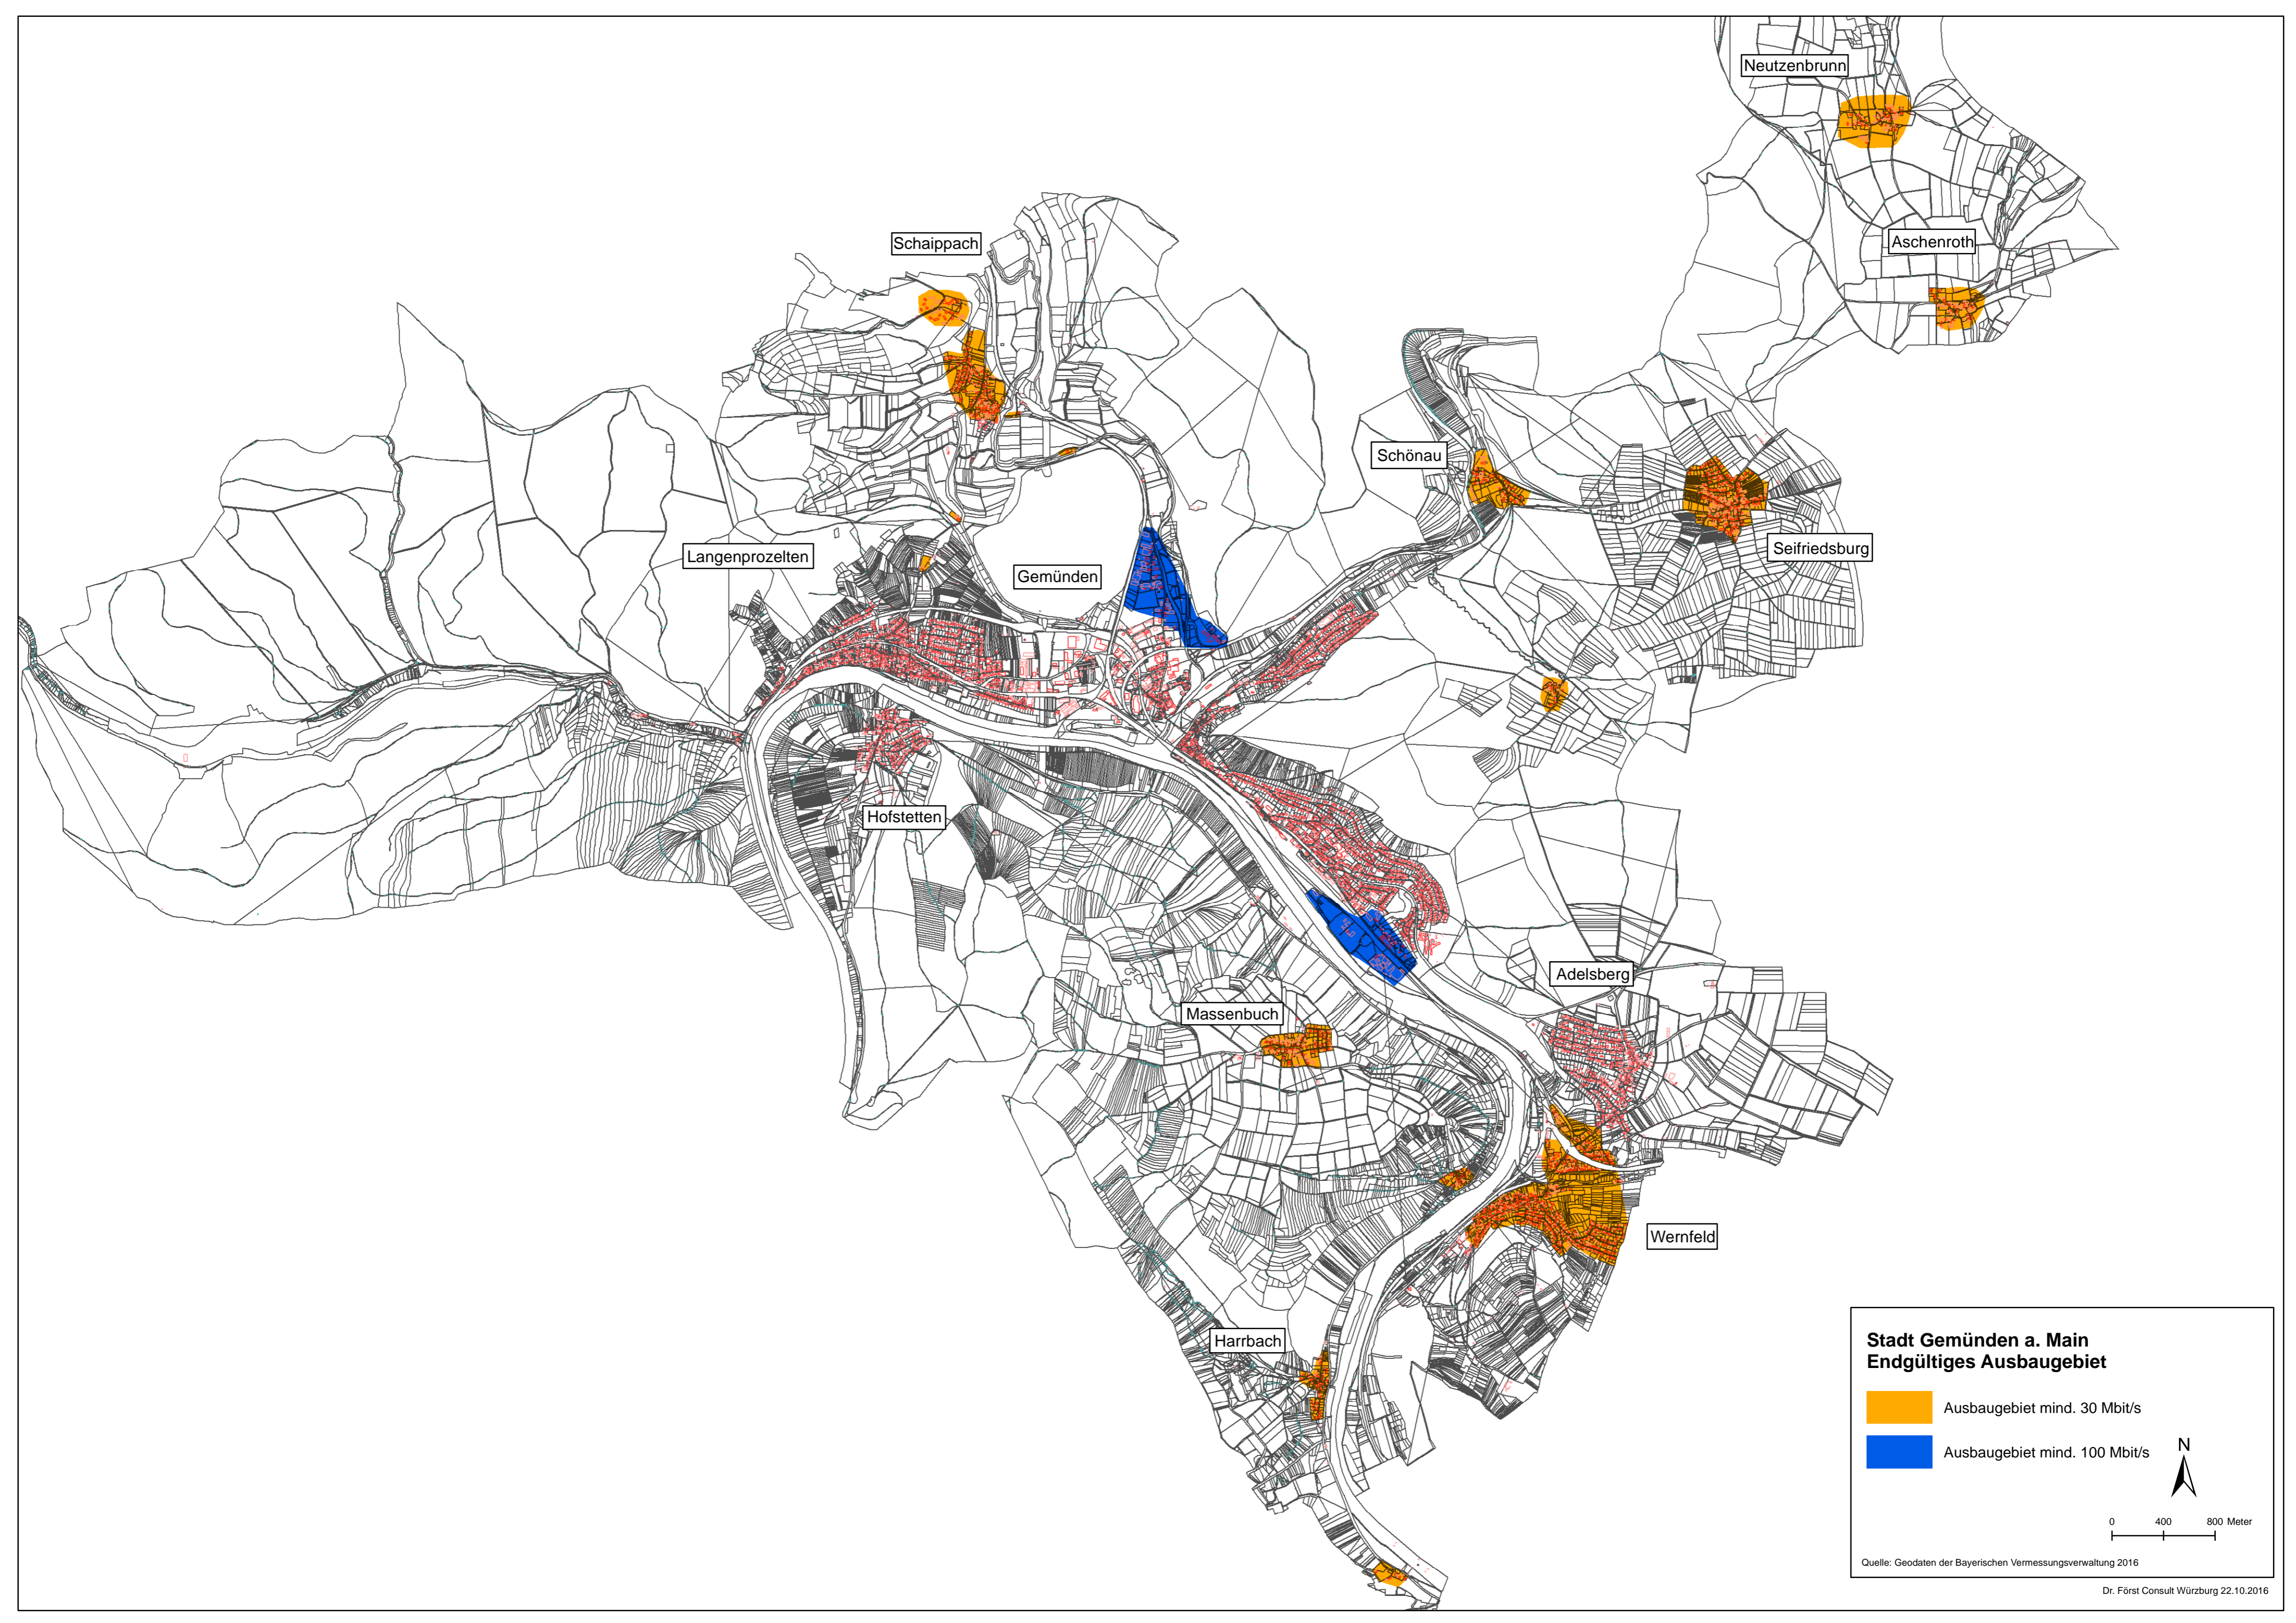 Neutzenbrunn
Aschenroth
Schaippach
Schönau
Seifriedsburg
Langenprozelten
Gemünden
Hofstetten
Adelsberg
Massenbuch
Wernfeld
Harrbach
Stadt Gemünden a. Main
Endgültiges Ausbaugebiet
Ausbaugebiet mind. 30 Mbit/s
Ausbaugebiet mind. 100 Mbit/s
N
0 400 800 Meter
Quelle: Geodaten der Bayerischen Vermessungsverwaltung 2016
Dr. Först Consult Würzburg 22.10.2016